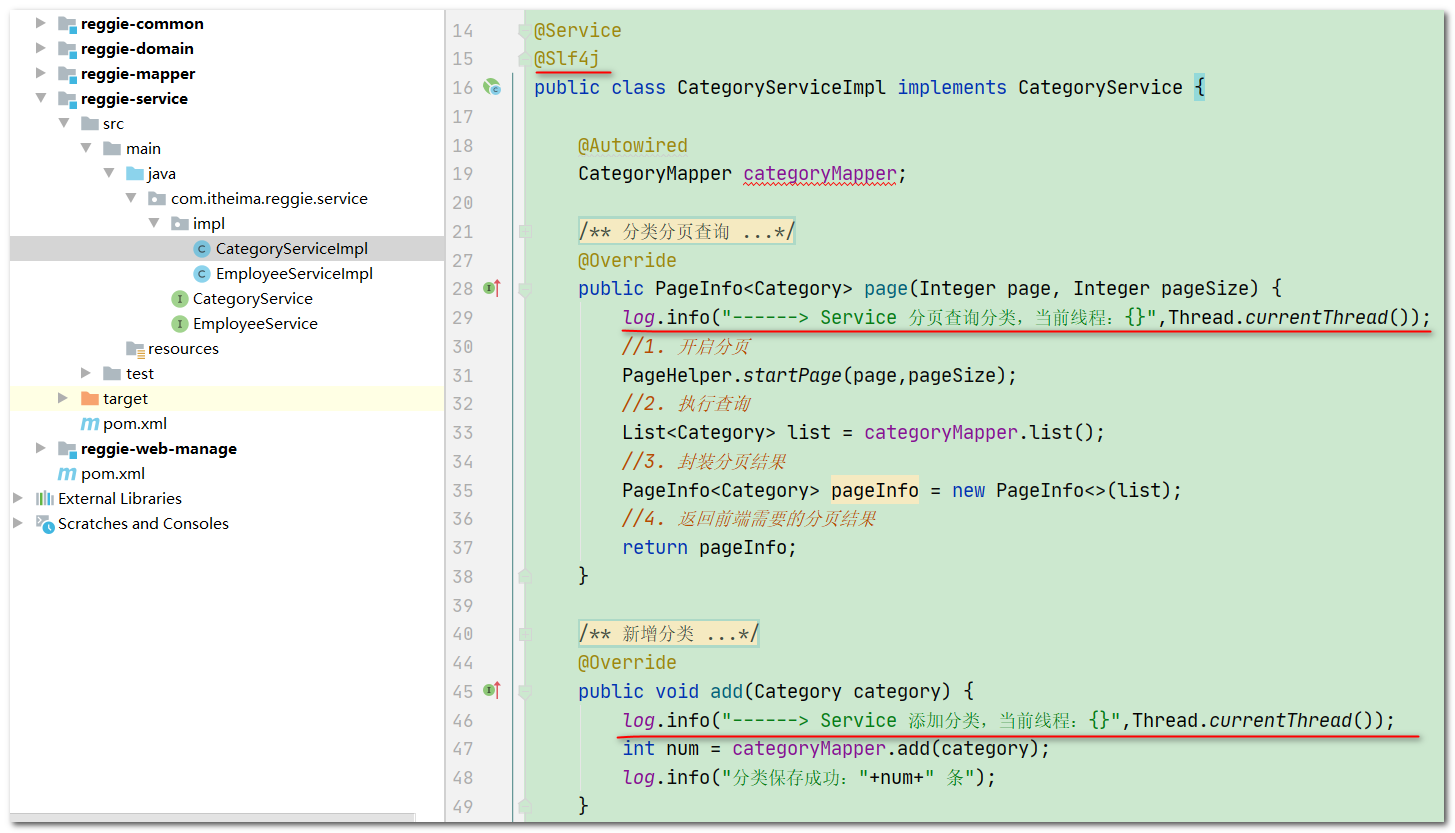 reggie-common
reggie-domain
reggie-mapper
reggie-service
src
main
java
com.itheima.reggie.service
impl
CategoryServiceImpl
EmployeeServiceImpl
CategoryService
EmployeeService
resources
test
target
pom.xml
reggie-web-manage
pom.xml
External Libraries
Scratches and Consoles
14 @Service
15 @Slf4j
16 public class CategoryServiceImpl implements CategoryService {
17
18 @Autowired
19 CategoryMapper categoryMapper;
20
21 /** 分类分页查询 ...*/
27 @Override
28 public PageInfo<Category> page(Integer page, Integer pageSize) {
29 log.info("------> Service 分页查询分类，当前线程：{}",Thread.currentThread());
30 //1. 开启分页
31 PageHelper.startPage(page,pageSize);
32 //2. 执行查询
33 List<Category> list = categoryMapper.list();
34 //3. 封装分页结果
35 PageInfo<Category> pageInfo = new PageInfo<>(list);
36 //4. 返回前端需要的分页结果
37 return pageInfo;
38 }
39
40 /** 新增分类 ...*/
44 @Override
45 public void add(Category category) {
46 log.info("------> Service 添加分类，当前线程：{}",Thread.currentThread());
47 int num = categoryMapper.add(category);
48 log.info("分类保存成功："+num+" 条");
49 }